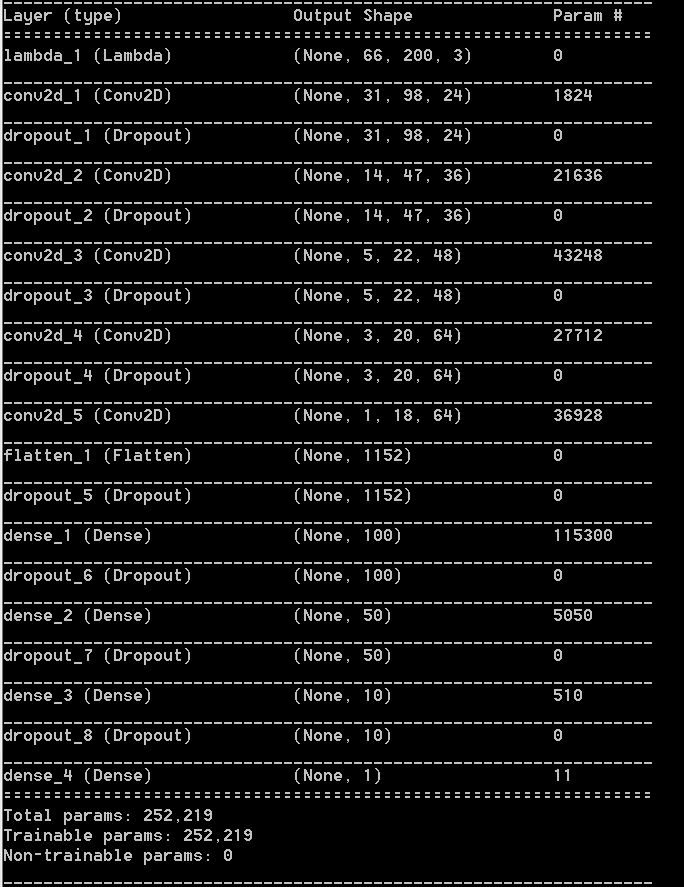 Layer (type) Output Shape Param #
lambda_1 (Lambda) (None, 66, 200, 3) 0
conv2d_1 (Conv2D) (None, 31, 98, 24) 1824
dropout_1 (Dropout) (None, 31, 98, 24) 0
conv2d_2 (Conv2D) (None, 14, 47, 36) 21636
dropout_2 (Dropout) (None, 14, 47, 36) 0
conv2d_3 (Conv2D) (None, 5, 22, 48) 43248
dropout_3 (Dropout) (None, 5, 22, 48) 0
conv2d_4 (Conv2D) (None, 3, 20, 64) 27712
dropout_4 (Dropout) (None, 3, 20, 64) 0
conv2d_5 (Conv2D) (None, 1, 18, 64) 36928
flatten_1 (Flatten) (None, 1152) 0
dropout_5 (Dropout) (None, 1152) 0
dense_1 (Dense) (None, 100) 115300
dropout_6 (Dropout) (None, 100) 0
dense_2 (Dense) (None, 50) 5050
dropout_7 (Dropout) (None, 50) 0
dense_3 (Dense) (None, 10) 510
dropout_8 (Dropout) (None, 10) 0
dense_4 (Dense) (None, 1) 11
Total params: 252,219
Trainable params: 252,219
Non-trainable params: 0